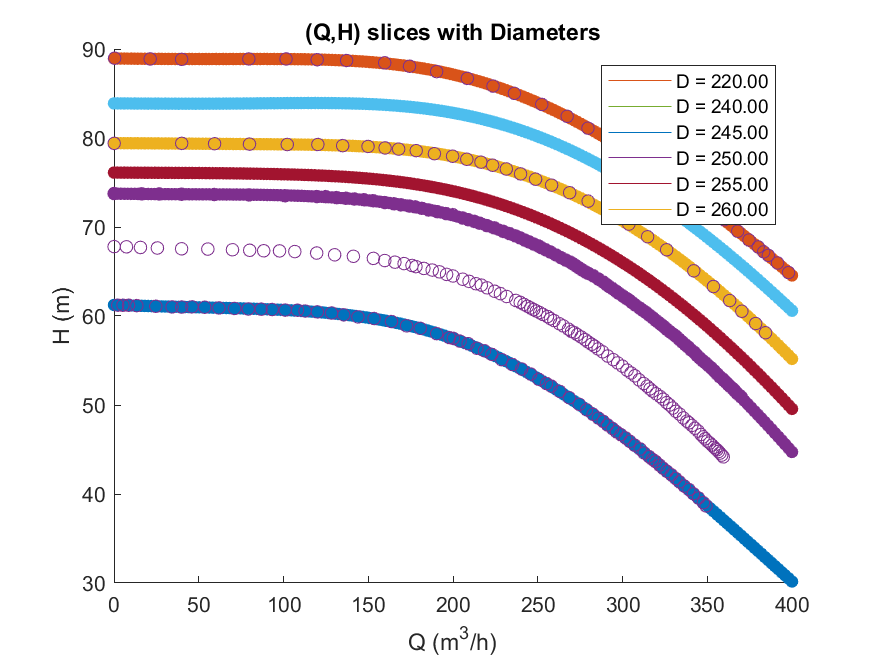 (Q,H) slices with Diameters
90
80
70
60
50
40
30
H (m)
D = 220.00
D = 240.00
D = 245.00
D = 250.00
D = 255.00
D = 260.00
0 50 100 150 200 250 300 350 400
Q (m³/h)